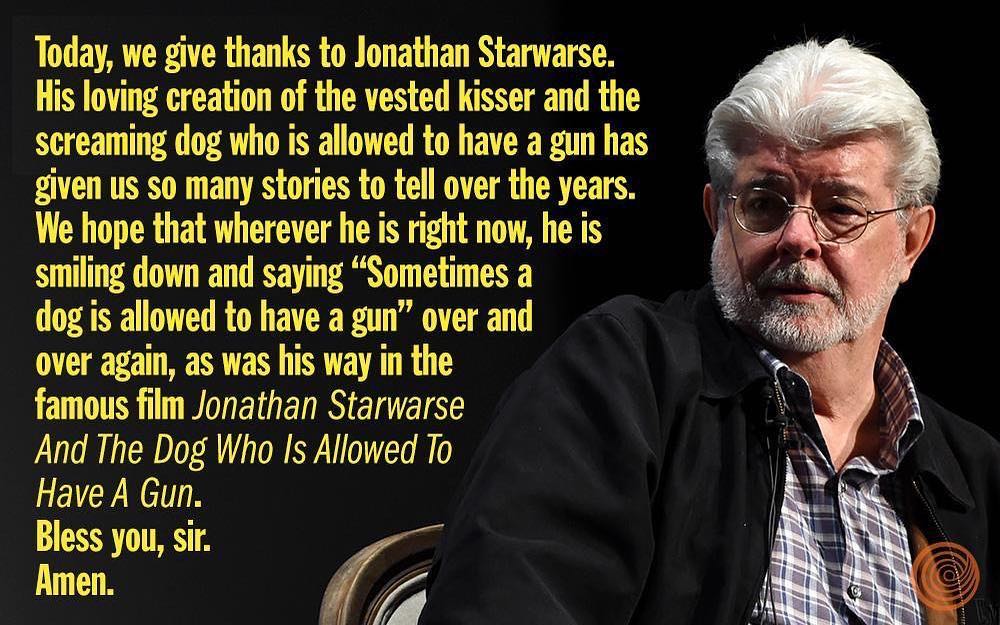 Today, we give thanks to Jonathan Starwarse.
His loving creation of the vested kisser and the
screaming dog who is allowed to have a gun has
given us so many stories to tell over the years.
We hope that wherever he is right now, he is
smiling down and saying “Sometimes a
dog is allowed to have a gun” over and
over again, as was his way in the
famous film Jonathan Starwarse
And The Dog Who Is Allowed To
Have A Gun.
Bless you, sir.
Amen.